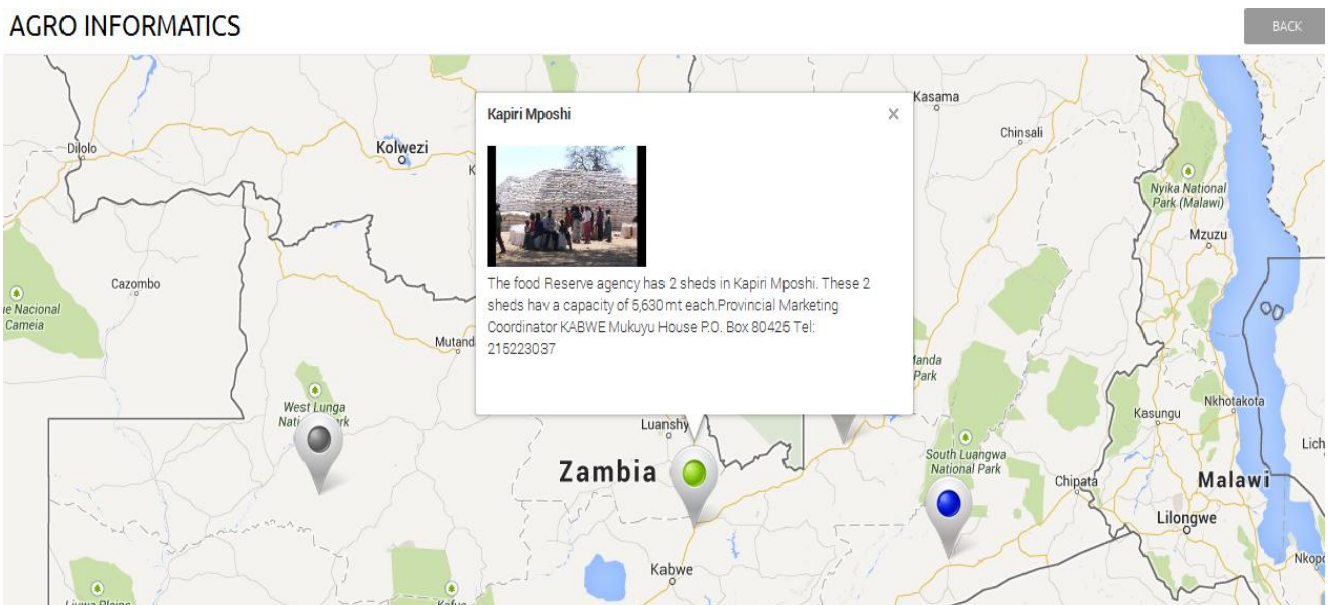 AGRO INFORMATICS
BACK
Kapiri Mposhi
The food Reserve agency has 2 sheds in Kapiri Mposhi. These 2
sheds hav a capacity of 5,630 mt each.Provincial Marketing
Coordinator KABWE Mukuyu House P.O. Box 80425 Tel:
215223037
Kasama
Chinsali
Dilolo
Kolwezi
Nyika National
Park (Malawi)
Mzuzu
Cazombo
Nacional
Cameia
West Lunga
Park
Nkhotakota
Kasungu
Zambia
South Luangwa
National Park
Chipata
Malawi
Lilongwe
Kabwe